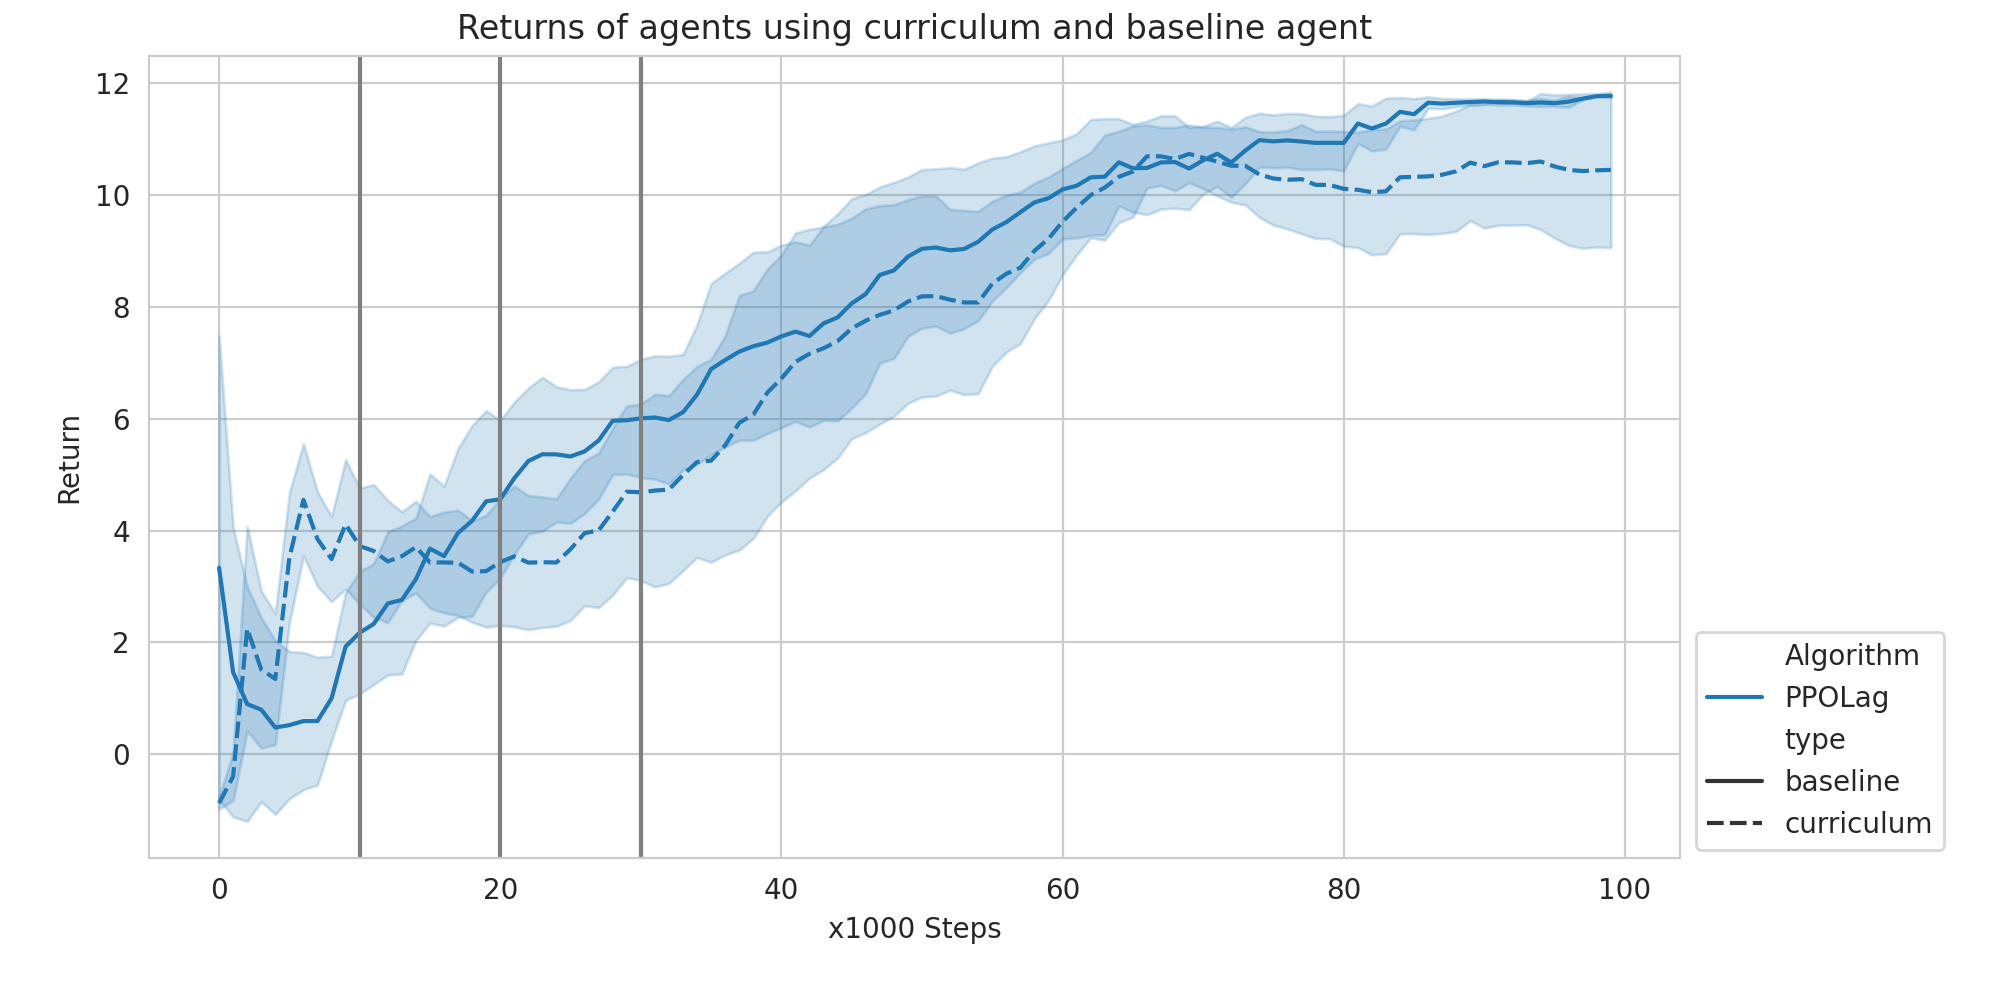 Returns of agents using curriculum and baseline agent
12
10
8
6
4
2
0
Return
0 20 40 60 80 100
x1000 Steps
Algorithm
PPOLag
type
baseline
curriculum